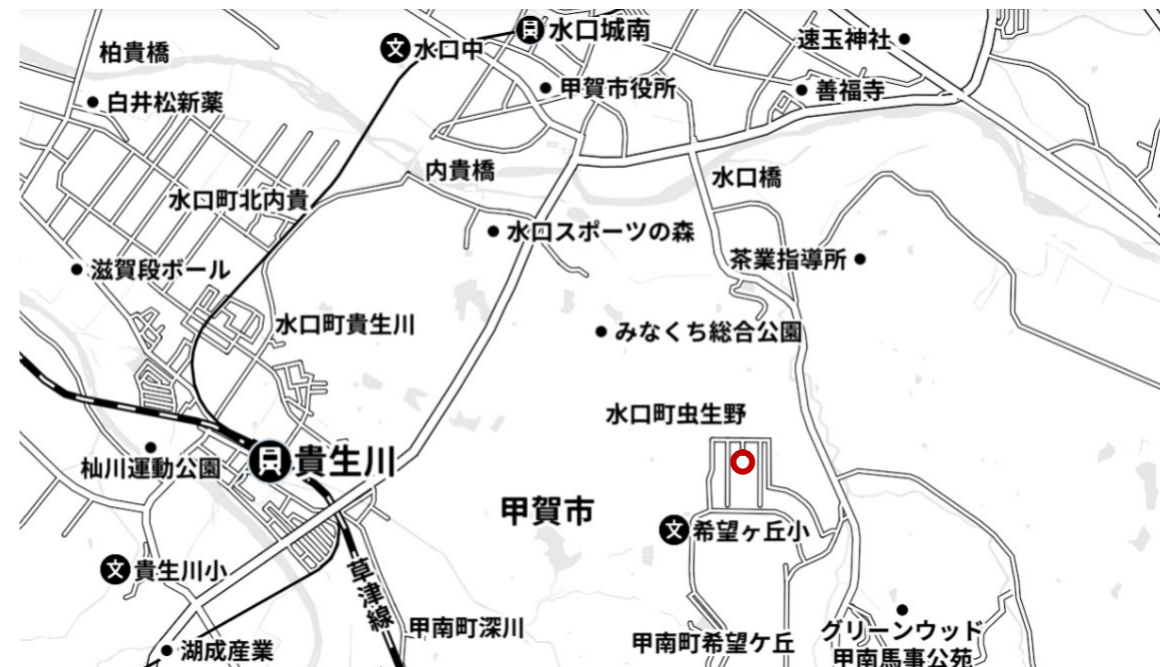 水口城南
速玉神社
柏貴橋
文水口中
甲賀市役所
善福寺
白井松新薬
内貴橋
水口橋
水口町北内貴
水口スポーツの森
茶業指導所
滋賀段ボール
水口町貴生川
みなくち総合公園
水口町虫生野
杣川運動公園
貴生川
甲賀市
文希望ヶ丘小
文貴生川小
草津線
グリーンウッド
甲南馬事公苑
甲南町深川
甲南町希望ケ丘
湖成産業